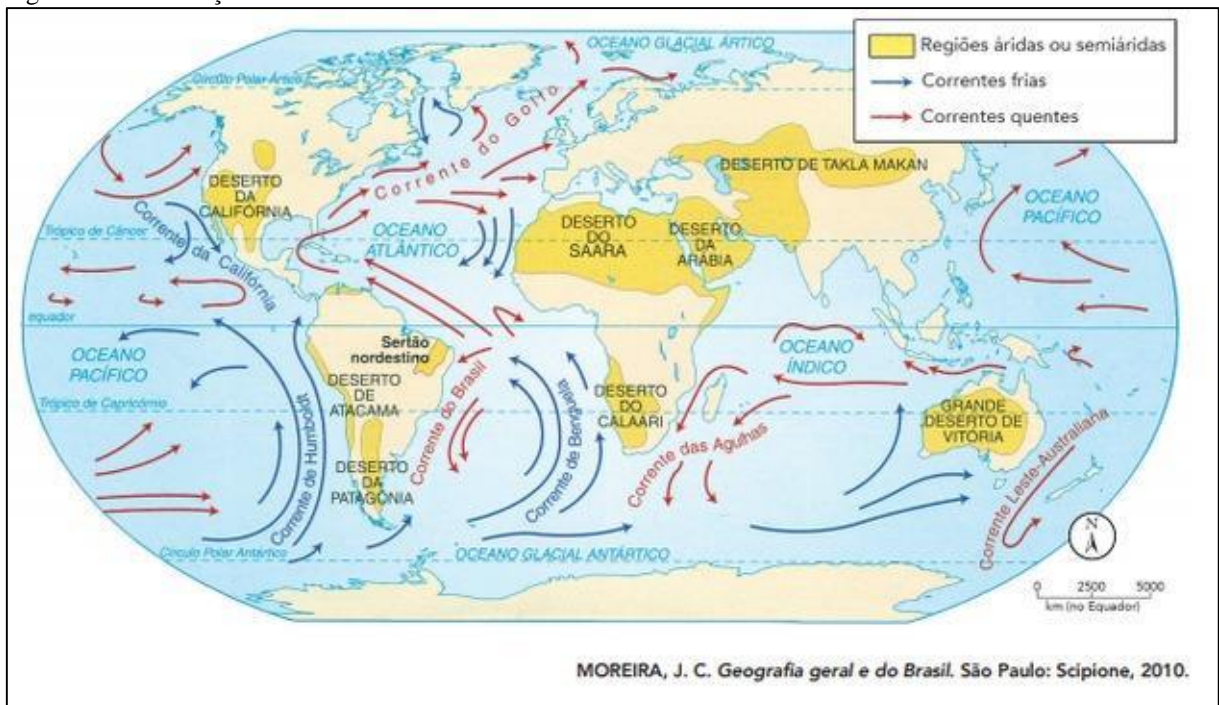 OCEANO GLACIAL ÁRTICO
Regiões áridas ou semiáridas
Correntes frias
Correntes quentes
Círculo Polar Ártico
Corrente do Golfo
DESERTO DE TAKLA MAKAN
DESERTO
DA
CALIFÓRNIA
OCEANO
PACÍFICO
Trópico de Câncer
OCEANO
ATLÂNTICO
DESERTO
DO
SAARA
DESERTO
DA
ARÁBIA
Corrente da Califórnia
equador
OCEANO
PACÍFICO
Sertão
nordestino
OCEANO
ÍNDICO
DESERTO
DE
ATACAMA
Corrente do Brasil
DESERTO
DO
CALAARI
Trópico de Capricórnio
GRANDE
DESERTO DE
VITÓRIA
Corrente de Humboldt
Corrente de Benguela
Corrente das Agulhas
Corrente Leste-Australiana
DESERTO
DA
PATAGÔNIA
N
Círculo Polar Antártico
OCEANO GLACIAL ANTÁRTICO
0 2500 5000
km (no Equador)
MOREIRA, J. C. Geografia geral e do Brasil. São Paulo: Scipione, 2010.